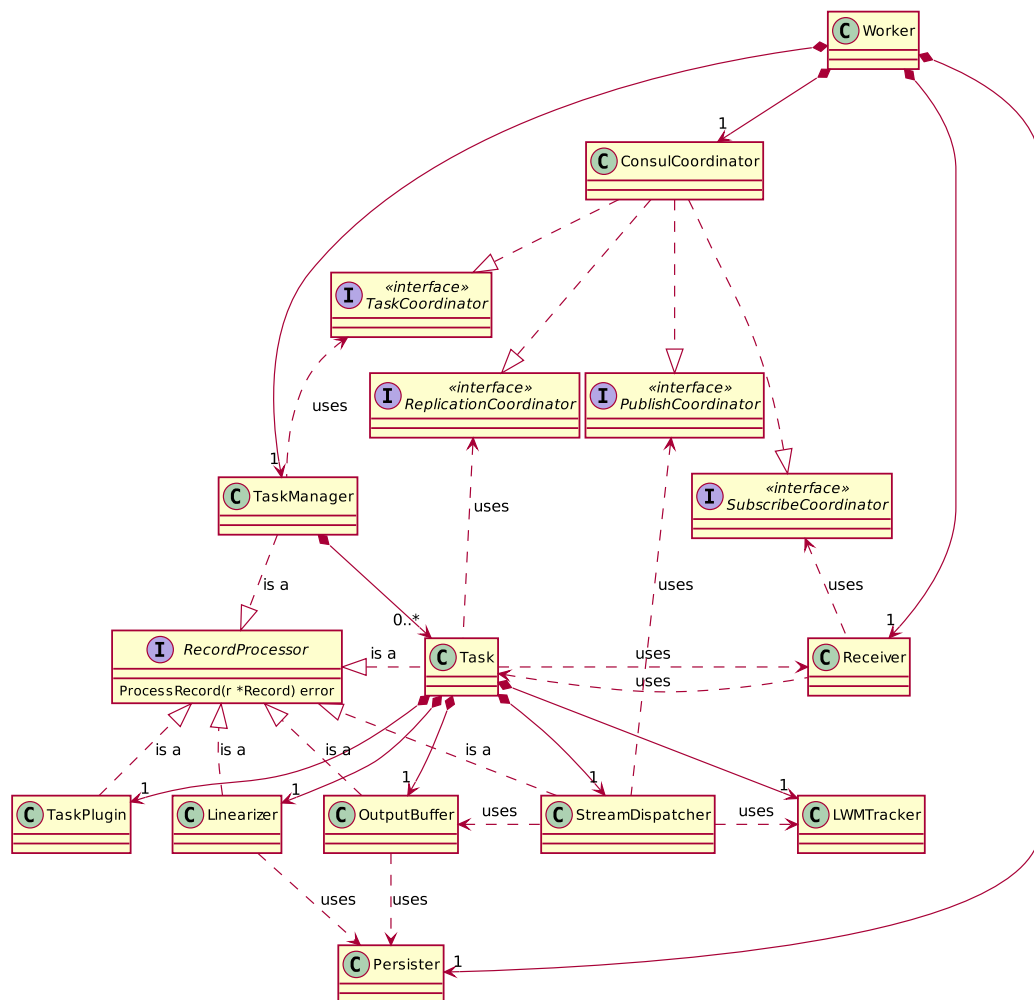 C Worker
1
C ConsulCoordinator
«interface»
I TaskCoordinator
«interface»
I ReplicationCoordinator
«interface»
I PublishCoordinator
uses
1
C TaskManager
«interface»
I SubscribeCoordinator
uses
is a
uses
uses
0..*
1
I RecordProcessor
ProcessRecord(r *Record) error
is a
C Task
uses
uses
C Receiver
is a
is a
is a
is a
1
1
1
1
1
C TaskPlugin
C Linearizer
C OutputBuffer
uses
C StreamDispatcher
uses
C LWMTracker
uses
uses
C Persister
1